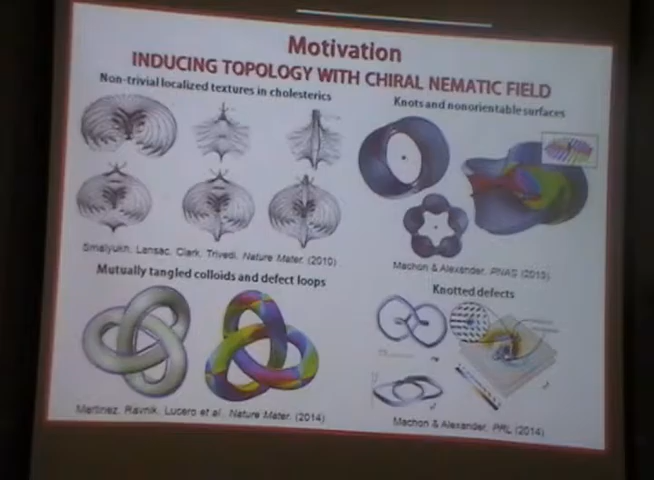 Motivation
INDUCING TOPOLOGY WITH CHIRAL NEMATIC FIELD
Non-trivial localized textures in cholesterics
Smalyukh, Lansac, Clark, Trivedi, Nature Mater. (2010)
Knots and nonorientable surfaces
Machon & Alexander, PNAS (2013)
Mutually tangled colloids and defect loops
Martinez, Ravnik, Lucero et al., Nature Mater. (2014)
Knotted defects
Machon & Alexander, PRL (2014)